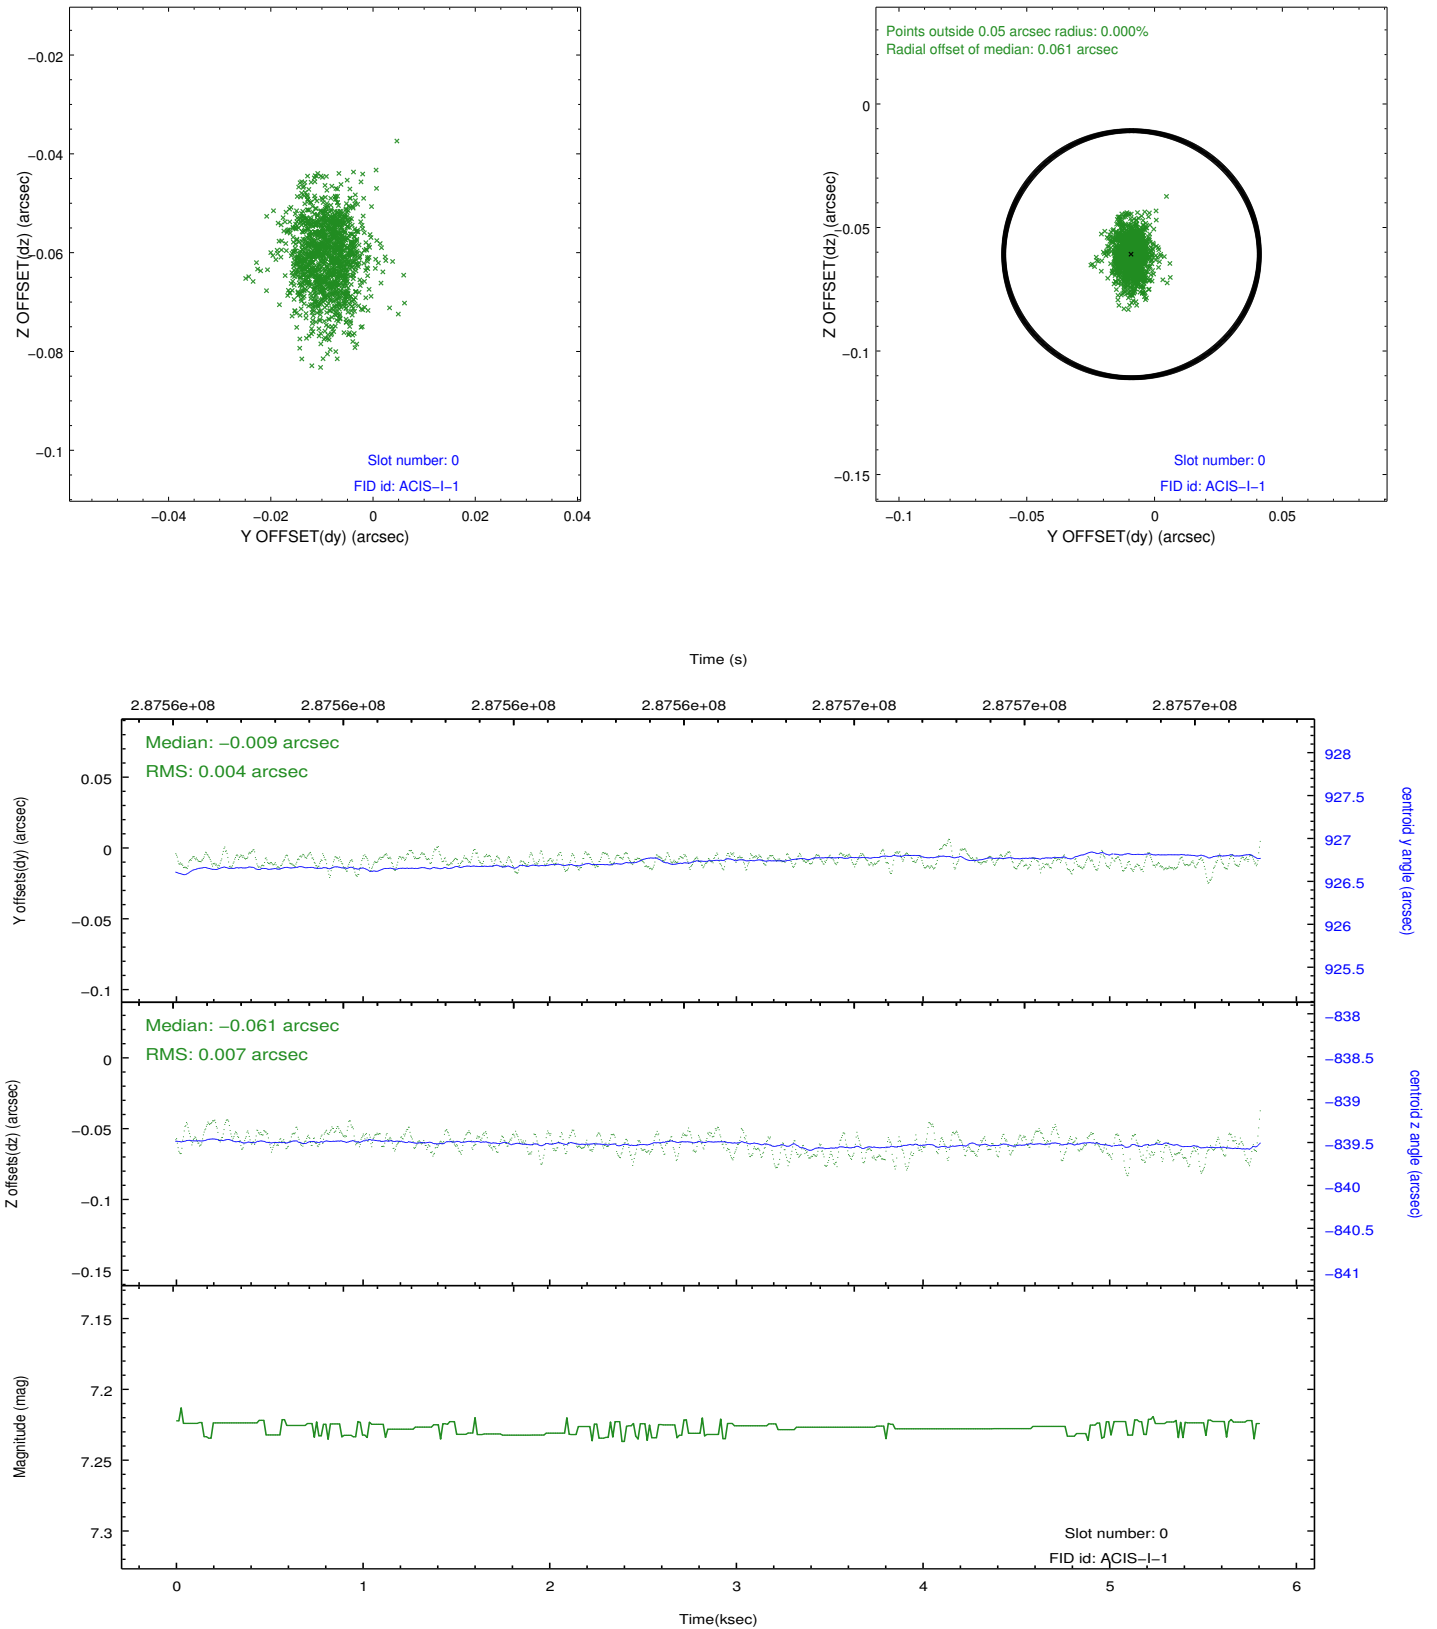 −0.02
−0.04
−0.06
−0.08
−0.1
Z OFFSET(dz) (arcsec)
Slot number: 0
FID id: ACIS−I−1
−0.04
−0.02
0
0.02
0.04
Y OFFSET(dy) (arcsec)
Points outside 0.05 arcsec radius: 0.000%
Radial offset of median: 0.061 arcsec
0
−0.05
−0.1
−0.15
Z OFFSET(dz) (arcsec)
Slot number: 0
FID id: ACIS−I−1
−0.1
−0.05
0
0.05
Y OFFSET(dy) (arcsec)
Time (s)
2.8756e+08
2.8756e+08
2.8756e+08
2.8756e+08
2.8757e+08
2.8757e+08
2.8757e+08
Median: −0.009 arcsec
RMS: 0.004 arcsec
0.05
0
−0.05
−0.1
Y offsets(dy) (arcsec)
928
927.5
927
926.5
926
925.5
centroid y angle (arcsec)
Median: −0.061 arcsec
RMS: 0.007 arcsec
0
−0.05
−0.1
−0.15
Z offsets(dz) (arcsec)
−838
−838.5
−839
−839.5
−840
−840.5
−841
centroid z angle (arcsec)
7.15
7.2
7.25
7.3
Magnitude (mag)
Slot number: 0
FID id: ACIS−I−1
0
1
2
3
4
5
6
Time(ksec)